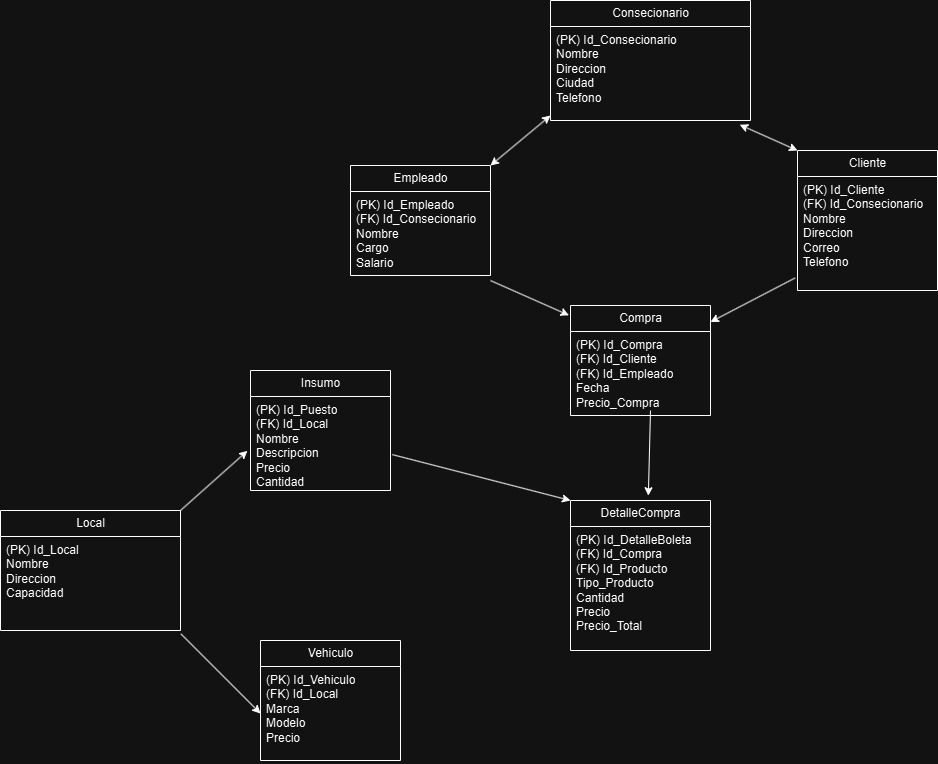 Consecionario
(PK) Id_Consecionario
Nombre
Direccion
Ciudad
Telefono
Empleado
(PK) Id_Empleado
(FK) Id_Consecionario
Nombre
Cargo
Salario
Cliente
(PK) Id_Cliente
(FK) Id_Consecionario
Nombre
Direccion
Correo
Telefono
Compra
(PK) Id_Compra
(FK) Id_Cliente
(FK) Id_Empleado
Fecha
Precio_Compra
Insumo
(PK) Id_Puesto
(FK) Id_Local
Nombre
Descripcion
Precio
Cantidad
Local
(PK) Id_Local
Nombre
Direccion
Capacidad
DetalleCompra
(PK) Id_DetalleBoleta
(FK) Id_Compra
(FK) Id_Producto
Tipo_Producto
Cantidad
Precio
Precio_Total
Vehiculo
(PK) Id_Vehiculo
(FK) Id_Local
Marca
Modelo
Precio